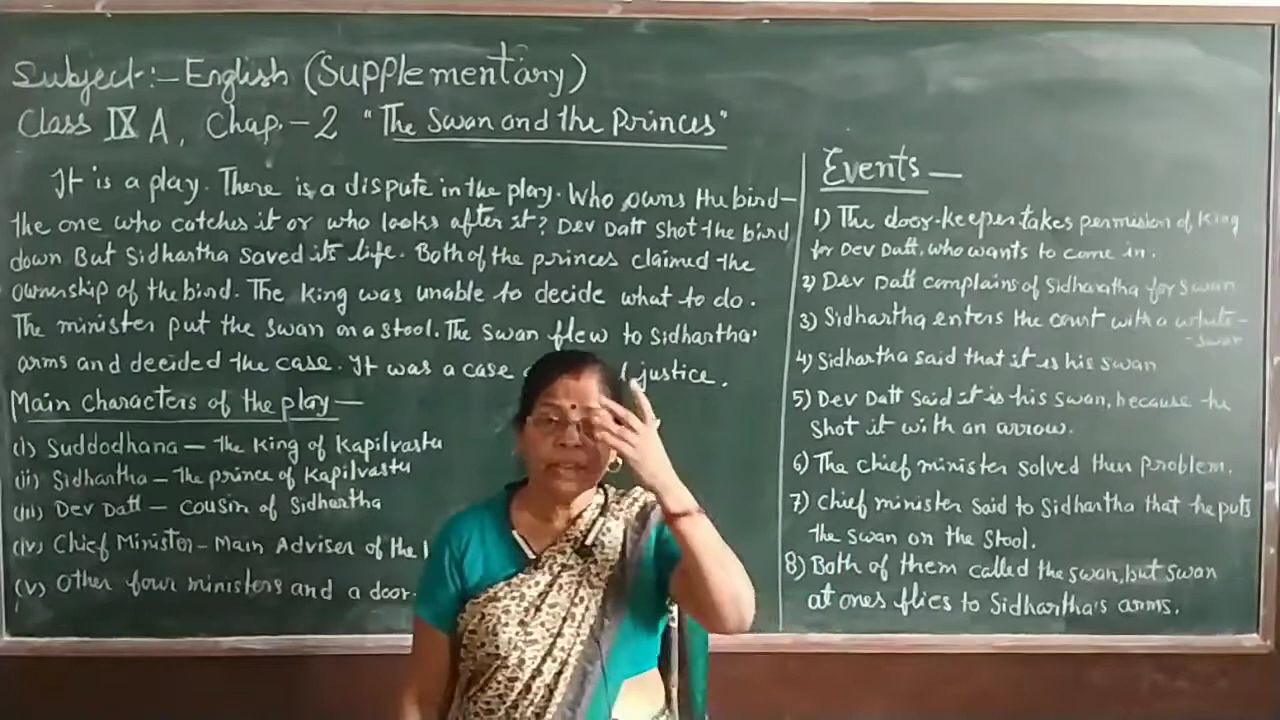 Subject:- English (Supplementary)
Class IX A, Chap.-2 "The Swan and the Princes"
It is a play. There is a dispute in the play. Who owns the bird-
the one who catches it or who looks after it? Dev Datt shot the bird
down But Sidhartha saved its life. Both of the princes claimed the
ownership of the bird. The king was unable to decide what to do.
The minister put the swan on a stool. The swan flew to Sidhartha'
arms and decided the case. It was a case justice.
Main characters of the play-
(i) Suddodhana - The King of Kapilvastu
(ii) Sidhartha - The prince of Kapilvastu
(iii) Dev Datt - cousin of Sidhartha
(iv) Chief Minister - Main Adviser of the
(v) Other four ministers and a door.
Events -
1) The door-keeper takes permission of King
for Dev Datt, who wants to come in.
2) Dev Datt complains of Sidharatha for swan
3) Sidhartha enters the court with a white-
-swan
4) Sidhartha said that it is his swan
5) Dev Datt said it is his swan, because he
shot it with an arrow.
6) The chief minister solved their problem.
7) Chief minister said to Sidhartha that he puts
the swan on the stool.
8) Both of them called the swan, but swan
at ones flies to Sidhartha's arms.